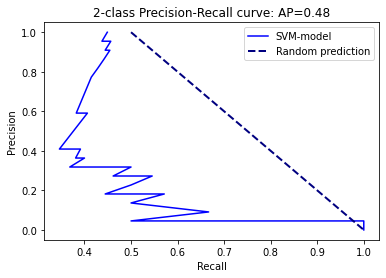 2-class Precision-Recall curve: AP=0.48
SVM-model
Random prediction
Precision
1.0
0.8
0.6
0.4
0.2
0.0
0.4 0.5 0.6 0.7 0.8 0.9 1.0
Recall